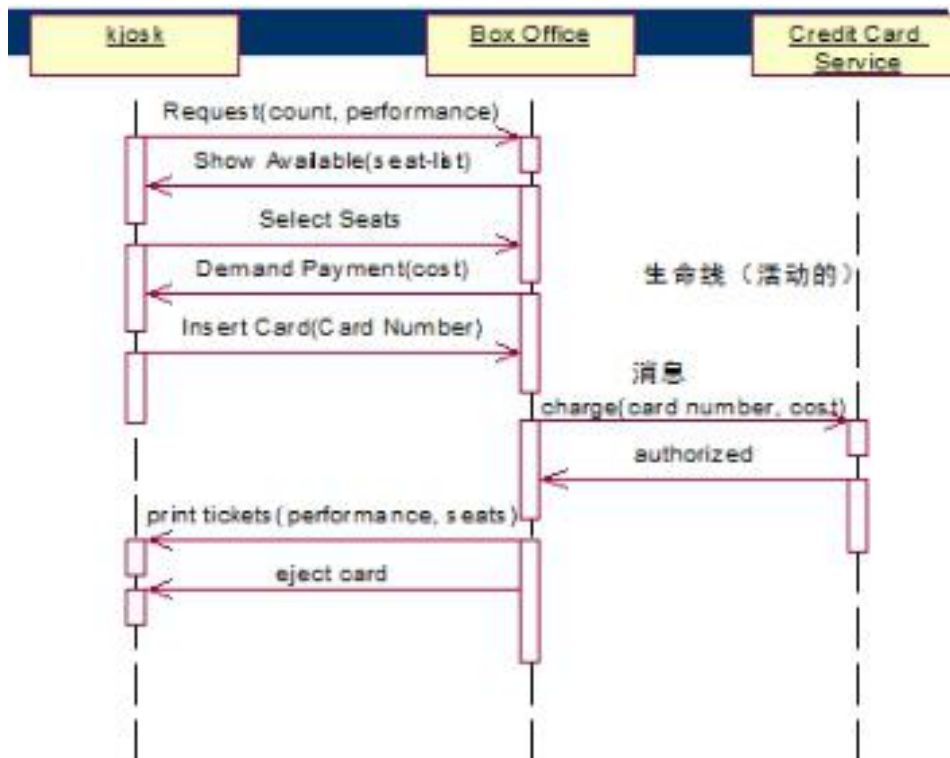 kjosk
Box Office
Credit Card
Service
Request(count, performance)
Show Available(seat-list)
Select Seats
Demand Payment(cost)
生命线（活动的）
Insert Card(Card Number)
消息
charge(card number, cost)
authorized
print tickets(performance, seats)
eject card